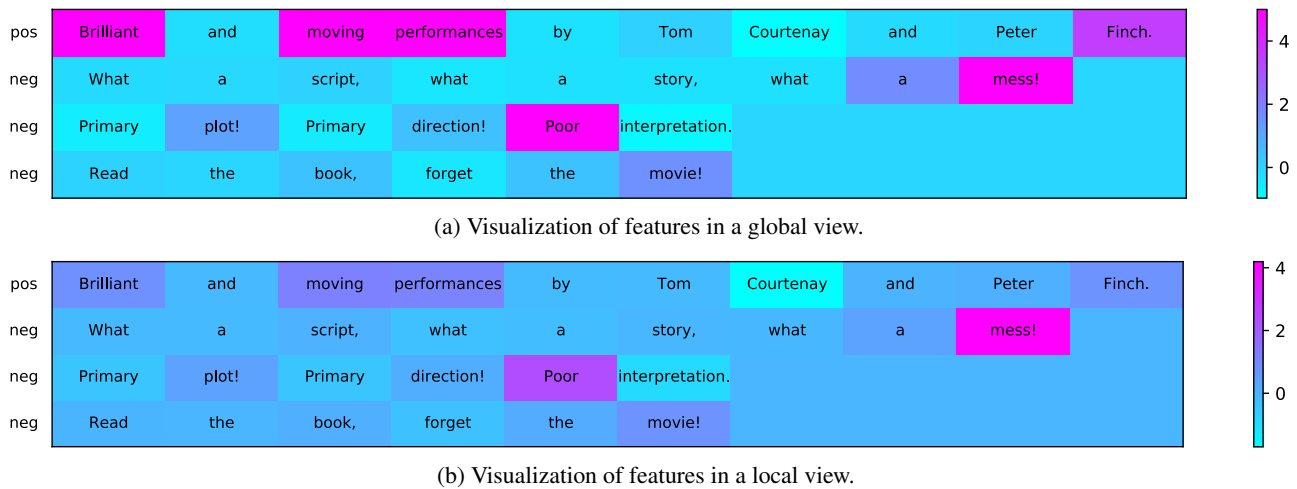 pos Brilliant and moving performances by Tom Courtenay and Peter Finch.
neg What a script, what a story, what a mess!
neg Primary plot! Primary direction! Poor interpretation.
neg Read the book, forget the movie!
4
2
0
(a) Visualization of features in a global view.
pos Brilliant and moving performances by Tom Courtenay and Peter Finch.
neg What a script, what a story, what a mess!
neg Primary plot! Primary direction! Poor interpretation.
neg Read the book, forget the movie!
4
2
0
(b) Visualization of features in a local view.